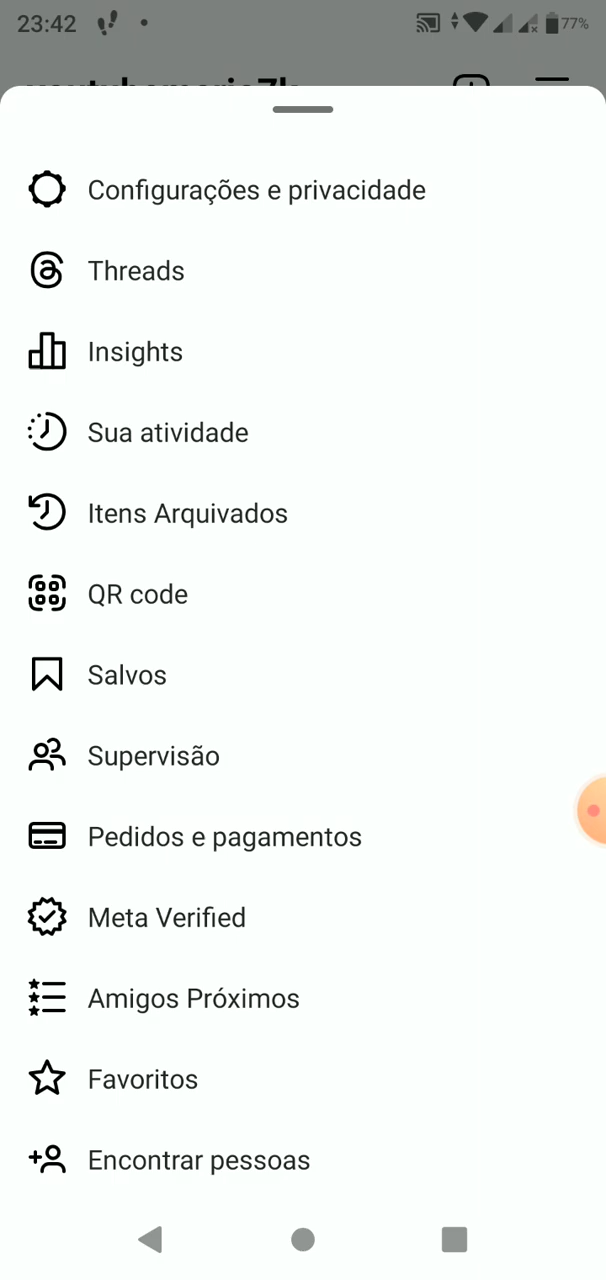 23:42
77%
Configurações e privacidade
Threads
Insights
Sua atividade
Itens Arquivados
QR code
Salvos
Supervisão
Pedidos e pagamentos
Meta Verified
Amigos Próximos
Favoritos
Encontrar pessoas